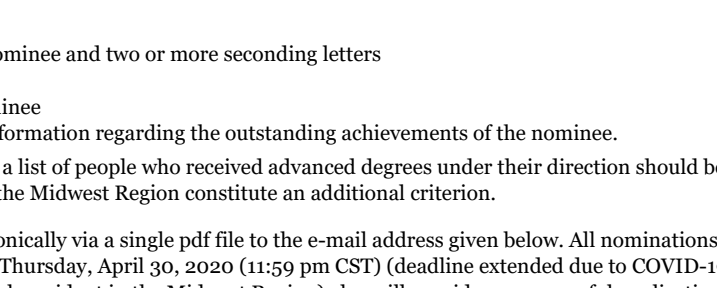 ominee and two or more seconding letters
inee
formation regarding the outstanding achievements of the nominee.
a list of people who received advanced degrees under their direction should be
the Midwest Region constitute an additional criterion.
onically via a single pdf file to the e-mail address given below. All nominations
Thursday, April 30, 2020 (11:59 pm CST) (deadline extended due to COVID-1